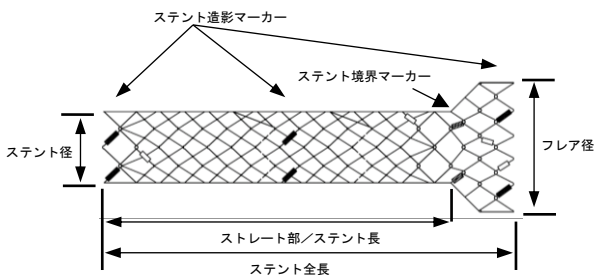 ステント造影マーカー
ステント境界マーカー
ステント径
フレア径
ストレート部／ステント長
ステント全長